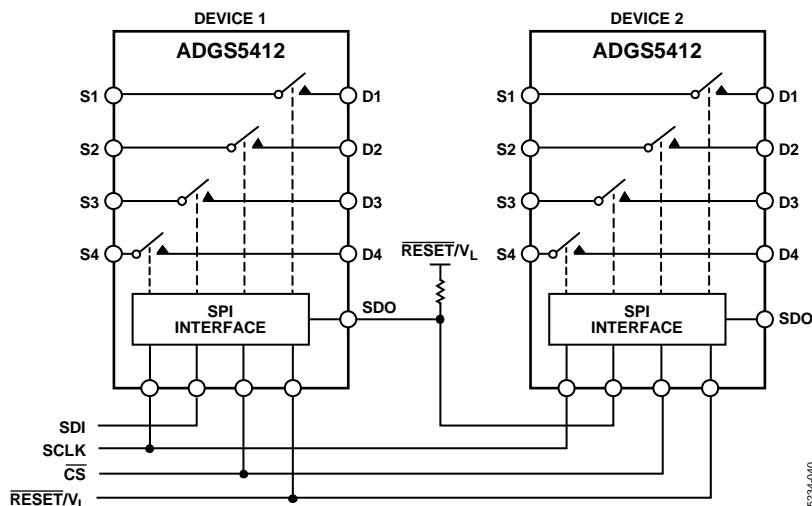 DEVICE 1
DEVICE 2
ADGS5412
ADGS5412
S1
D1
S1
D1
S2
D2
S2
D2
S3
D3
S3
D3
S4
D4
RESET/VL
S4
D4
SPI
INTERFACE
SDO
SPI
INTERFACE
SDO
SDI
SCLK
CS
RESET/VL